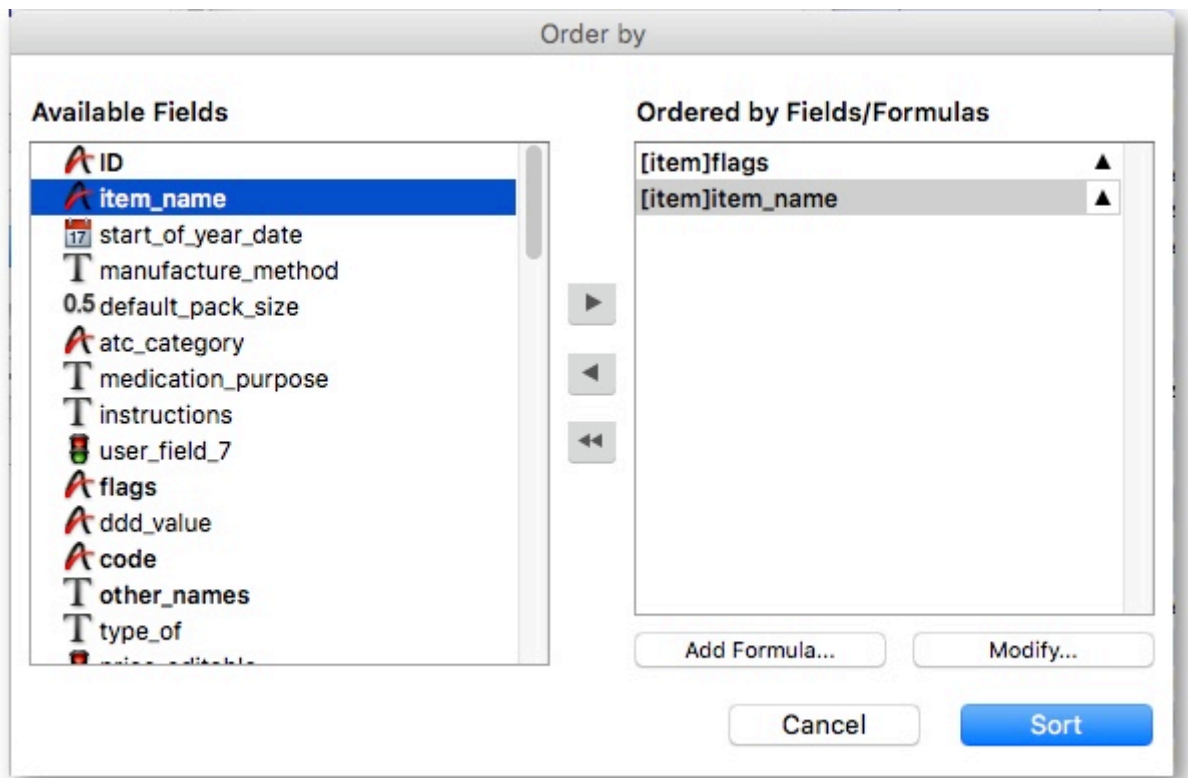 Order by
Available Fields
ID
item_name
17 start_of_year_date
T manufacture_method
0.5 default_pack_size
atc_category
T medication_purpose
T instructions
user_field_7
flags
ddd_value
code
T other_names
T type_of
Ordered by Fields/Formulas
[item]flags ▲
[item]item_name ▲
Add Formula...
Modify...
Cancel
Sort